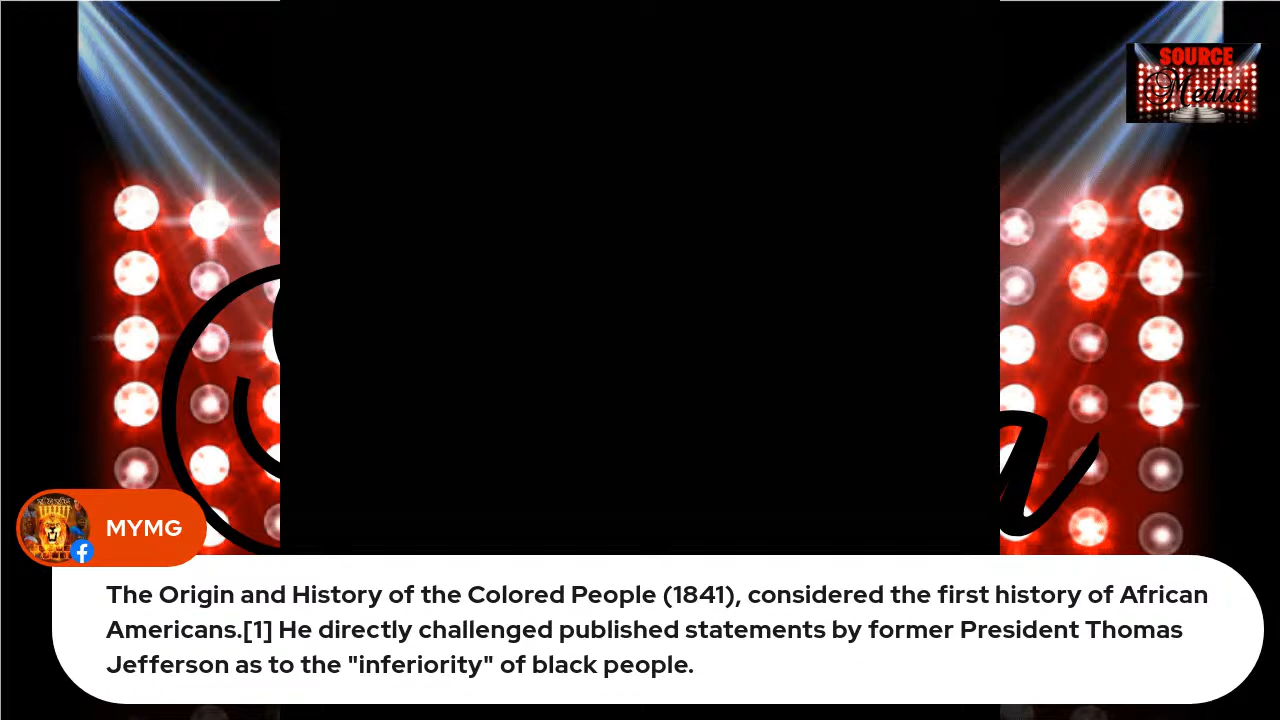 SOURCE
Media
MYMG
The Origin and History of the Colored People (1841), considered the first history of African
Americans.[1] He directly challenged published statements by former President Thomas
Jefferson as to the "inferiority" of black people.